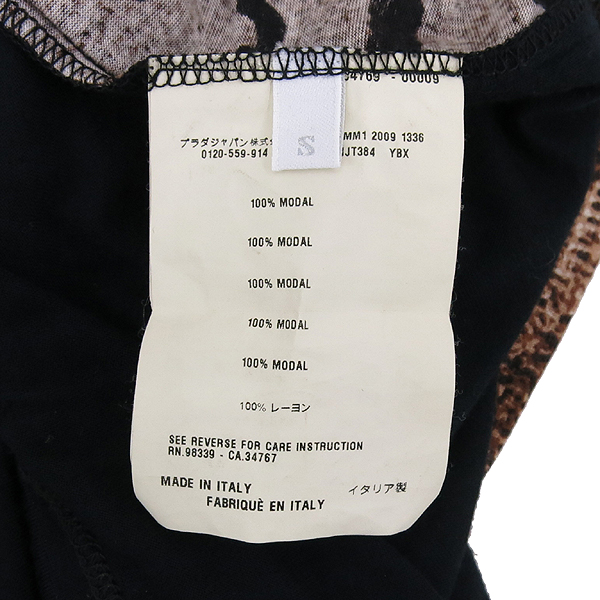 - 00009
プラダジャパン株式
MM1 2009 1336
0120-559-914
YBX
S
100% MODAL
100% MODAL
100% MODAL
100% MODAL
100% MODAL
100% レーヨン
SEE REVERSE FOR CARE INSTRUCTION
RN.98339 - CA.34767
MADE IN ITALY
イタリア製
FABRIQUÈ EN ITALY